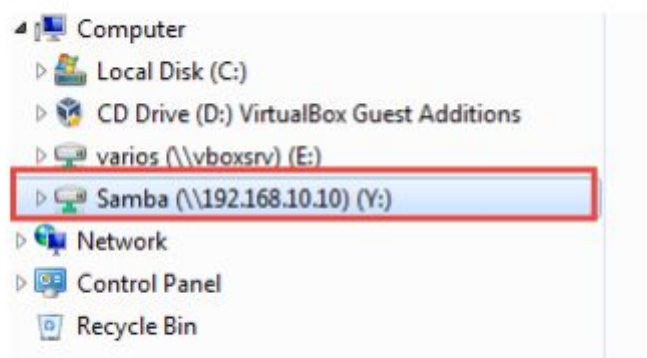 Computer
Local Disk (C:)
CD Drive (D:) VirtualBox Guest Additions
varios (\\vboxsrv) (E:)
Samba (\\192.168.10.10) (Y:)
Network
Control Panel
Recycle Bin